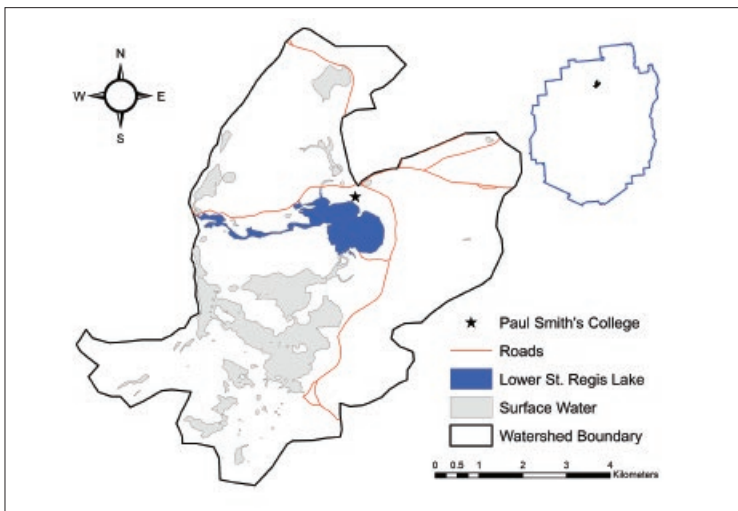 N
W E
S
Paul Smith's College
Roads
Lower St. Regis Lake
Surface Water
Watershed Boundary
0 0.5 1 2 3 4
Kilometers